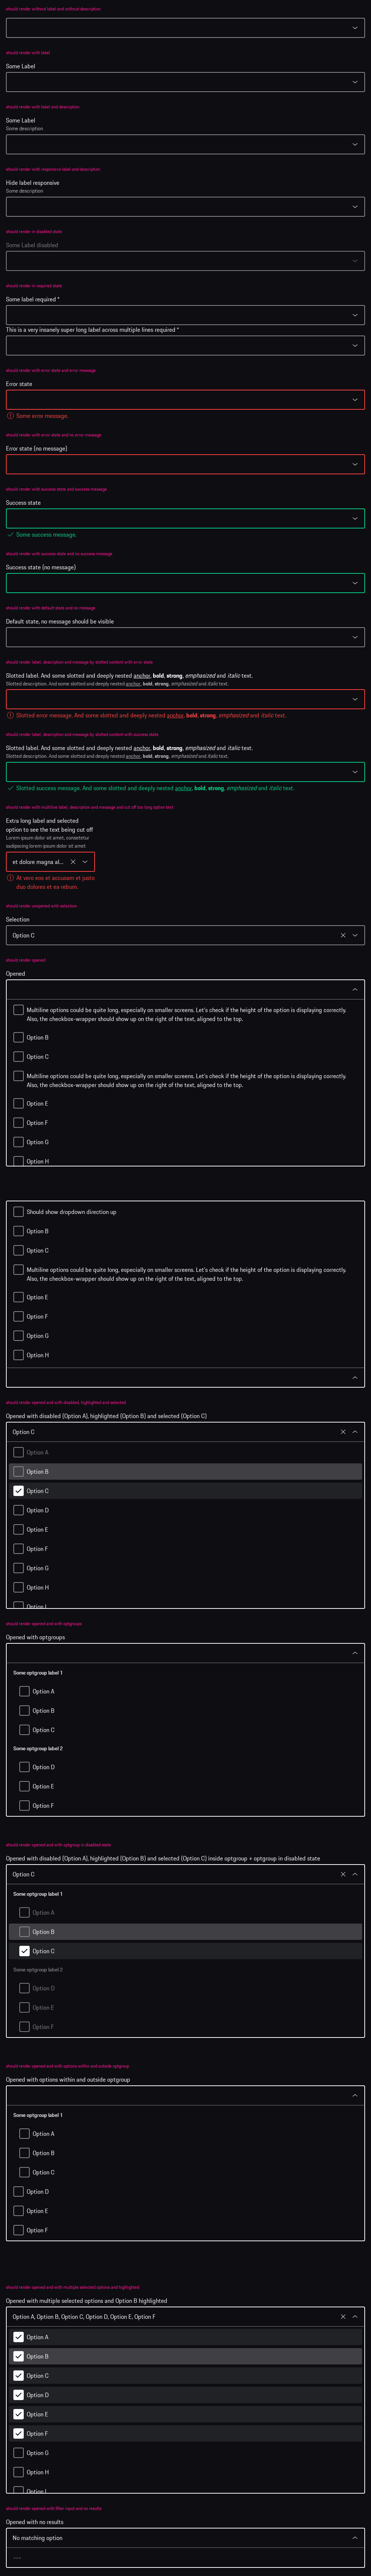 should render without label and without description
should render with label
Some Label
should render with label and description
Some Label
Some description
should render with responsive label and description
Hide label responsive
Some description
should render in disabled state
Some Label disabled
should render in required state
Some label required *
This is a very insanely super long label across multiple lines required *
should render with error state and error message
Error state
Some error message.
should render with error state and no error message
Error state (no message)
should render with success state and success message
Success state
Some success message.
should render with success state and no success message
Success state (no message)
should render with default state and no message
Default state, no message should be visible
should render label, description and message by slotted content with error state
Slotted label. And some slotted and deeply nested anchor, bold, strong, emphasized and italic text.
Slotted description. And some slotted and deeply nested anchor, bold, strong, emphasized and italic text.
Slotted error message. And some slotted and deeply nested anchor, bold, strong, emphasized and italic text.
should render label, description and message by slotted content with success state
Slotted label. And some slotted and deeply nested anchor, bold, strong, emphasized and italic text.
Slotted description. And some slotted and deeply nested anchor, bold, strong, emphasized and italic text.
Slotted success message. And some slotted and deeply nested anchor, bold, strong, emphasized and italic text.
should render with multiline label, description and message and cut off too long option text
Extra long label and selected
option to see the text being cut off
Lorem ipsum dolor sit amet, consetetur
sadipscing lorem ipsum dolor sit amet
et dolore magna al...
At vero eos et accusam et justo
duo dolores et ea rebum.
should render unopened with selection
Selection
Option C
should render opened
Opened
Multiline options could be quite long, especially on smaller screens. Let's check if the height of the option is displaying correctly.
Also, the checkbox-wrapper should show up on the right of the text, aligned to the top.
Option B
Option C
Multiline options could be quite long, especially on smaller screens. Let's check if the height of the option is displaying correctly.
Also, the checkbox-wrapper should show up on the right of the text, aligned to the top.
Option E
Option F
Option G
Option H
Should show dropdown direction up
Option B
Option C
Multiline options could be quite long, especially on smaller screens. Let's check if the height of the option is displaying correctly.
Also, the checkbox-wrapper should show up on the right of the text, aligned to the top.
Option E
Option F
Option G
Option H
should render opened and with disabled, highlighted and selected
Opened with disabled (Option A), highlighted (Option B) and selected (Option C)
Option C
Option A
Option B
Option C
Option D
Option E
Option F
Option G
Option H
Option I
should render opened and with optgroups
Opened with optgroups
Some optgroup label 1
Option A
Option B
Option C
Some optgroup label 2
Option D
Option E
Option F
should render opened and with optgroup in disabled state
Opened with disabled (Option A), highlighted (Option B) and selected (Option C) inside optgroup + optgroup in disabled state
Option C
Some optgroup label 1
Option A
Option B
Option C
Some optgroup label 2
Option D
Option E
Option F
should render opened and with options within and outside optgroup
Opened with options within and outside optgroup
Some optgroup label 1
Option A
Option B
Option C
Option D
Option E
Option F
should render opened and with multiple selected options and highlighted
Opened with multiple selected options and Option B highlighted
Option A, Option B, Option C, Option D, Option E, Option F
Option A
Option B
Option C
Option D
Option E
Option F
Option G
Option H
Option I
should render opened with filter input and no results
Opened with no results
No matching option
---